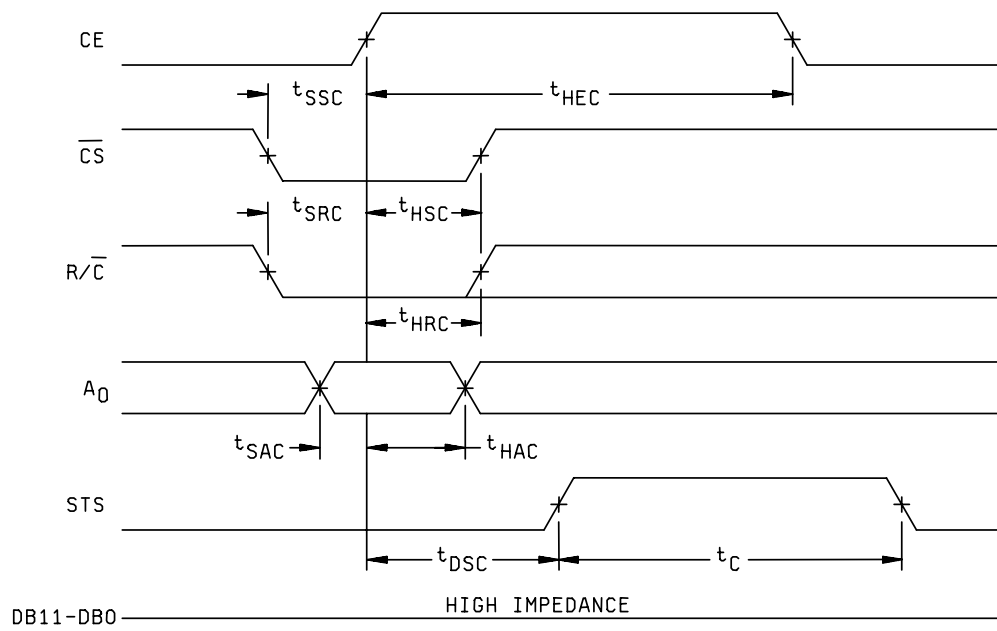 CE
tSSC
tHEC
CS
tSRC
tHSC
R/C
tHRC
A0
tSAC
tHAC
STS
tDSC
tC
HIGH IMPEDANCE
DB11-DB0